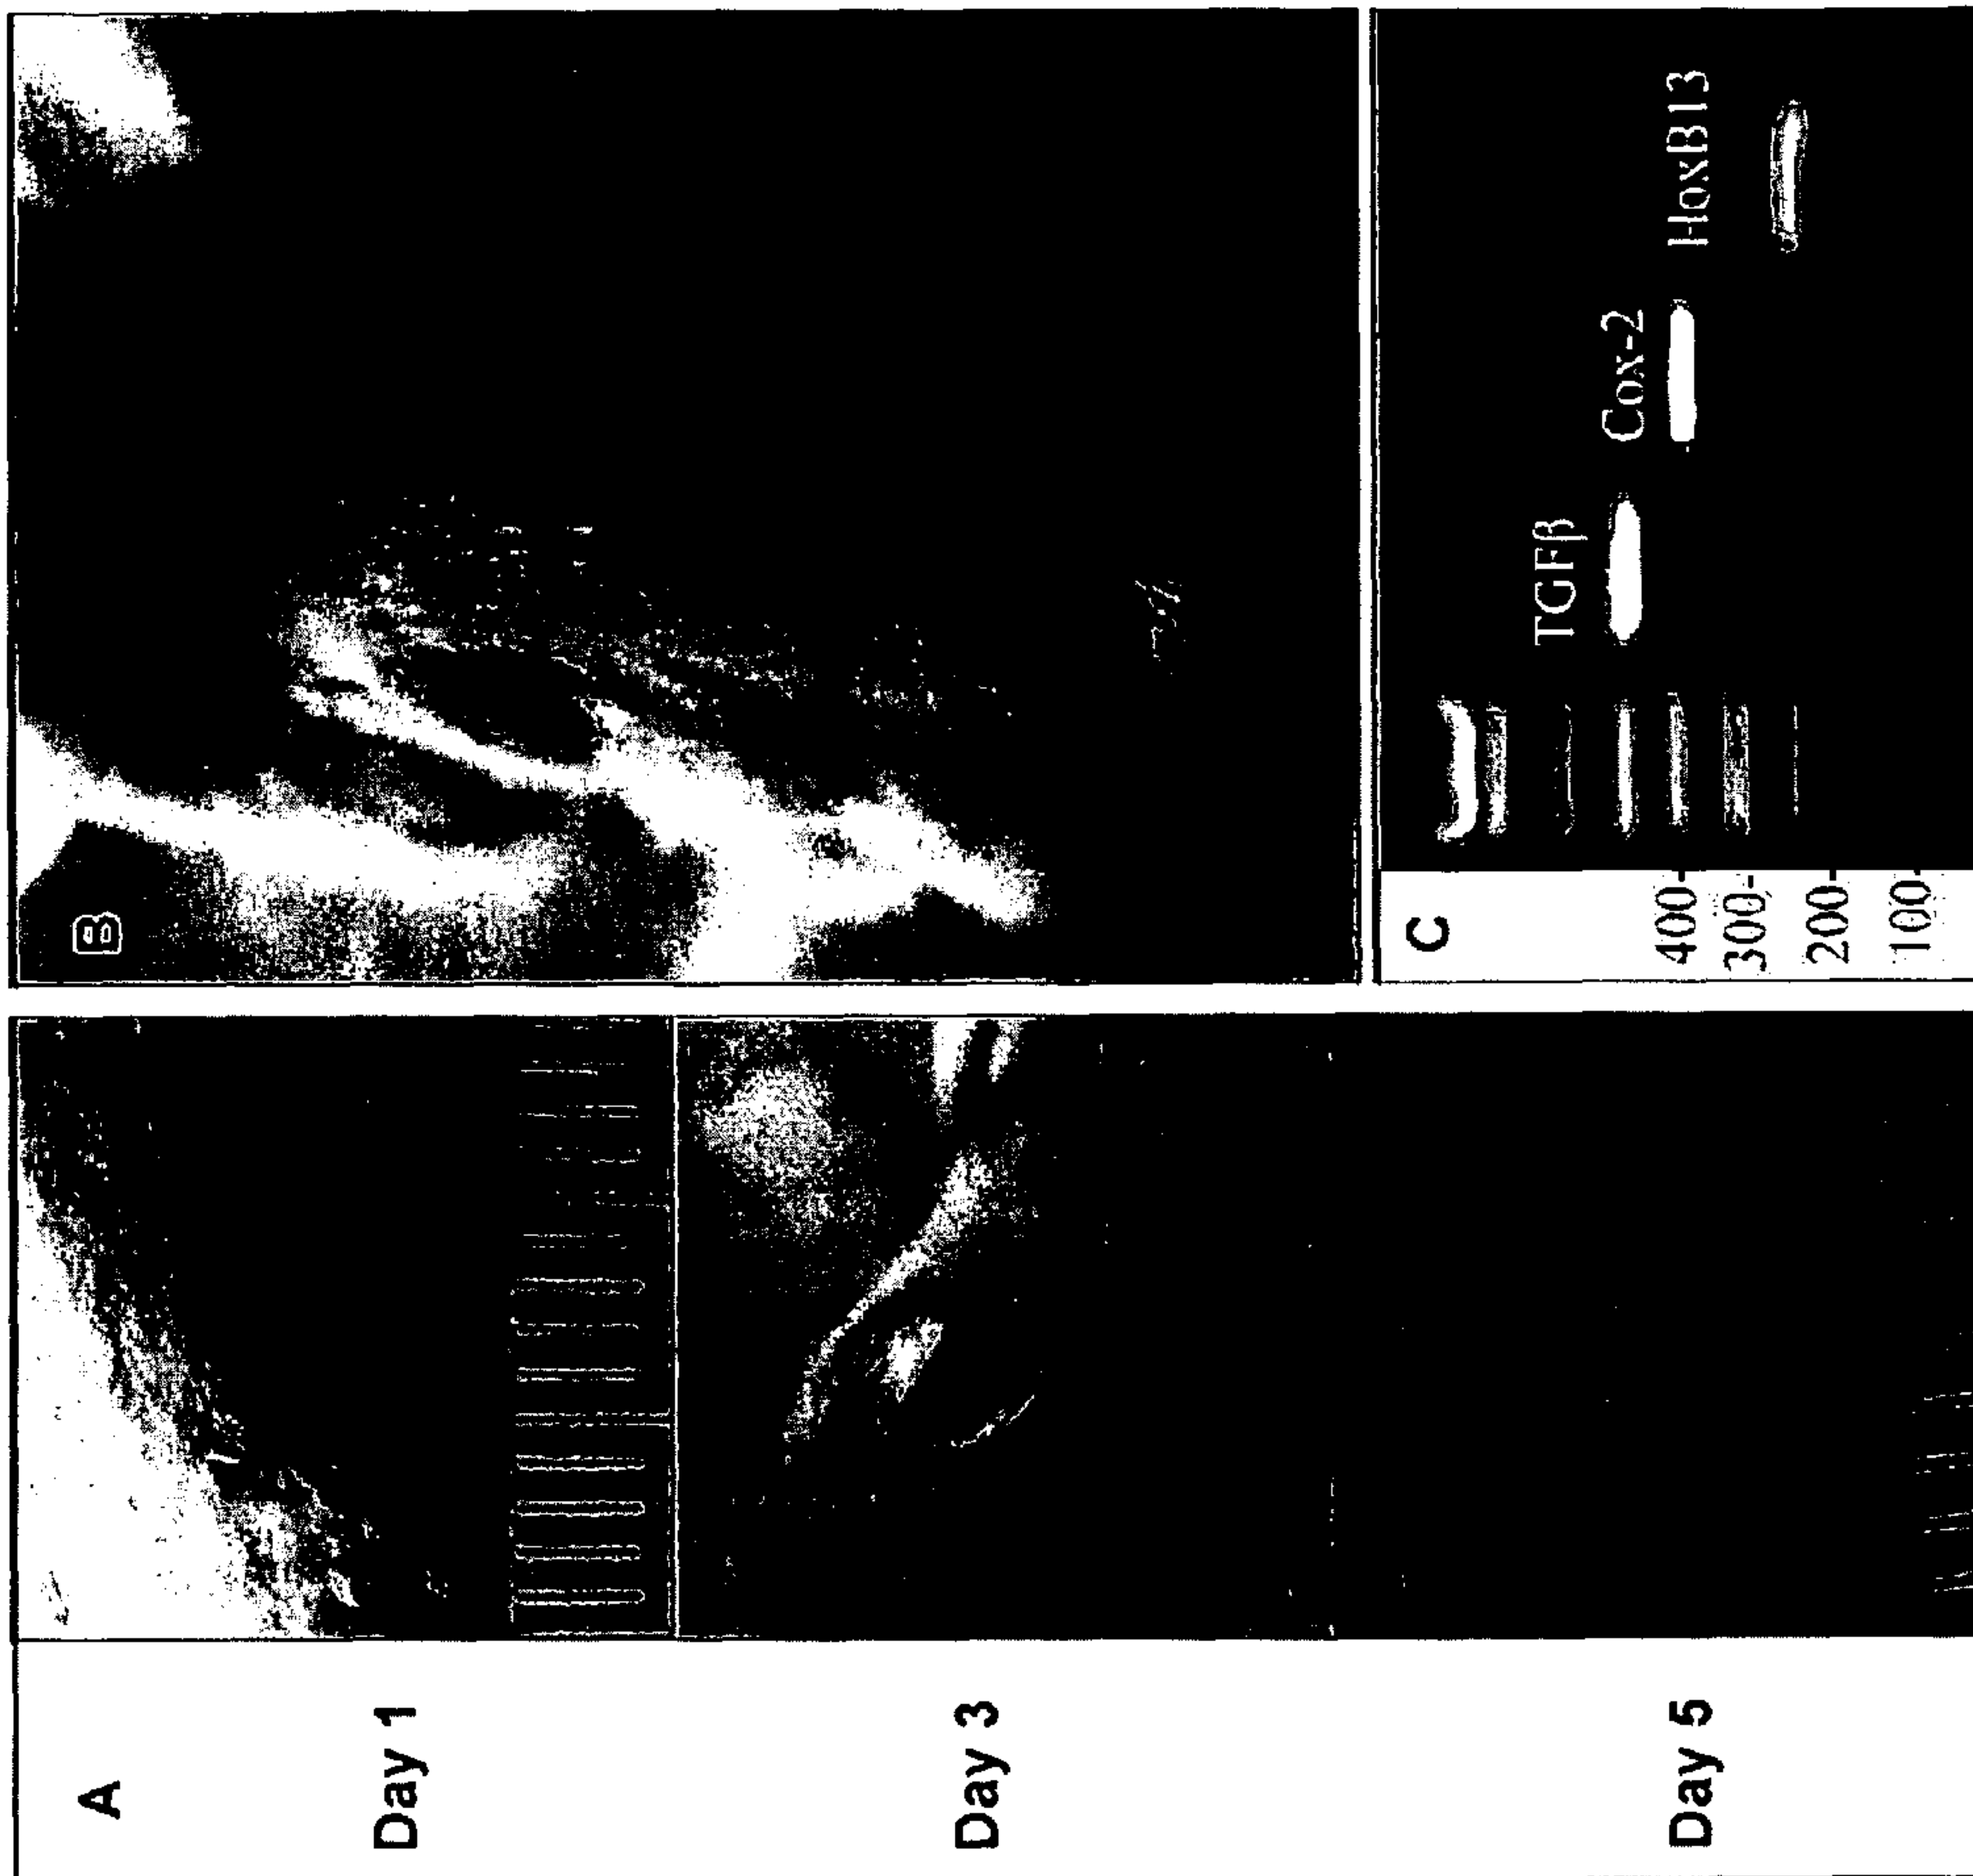 A
Day 1
Day 3
Day 5
B
C
TGFβ
Cox-2
HoxB13
400-
300-
200-
100-